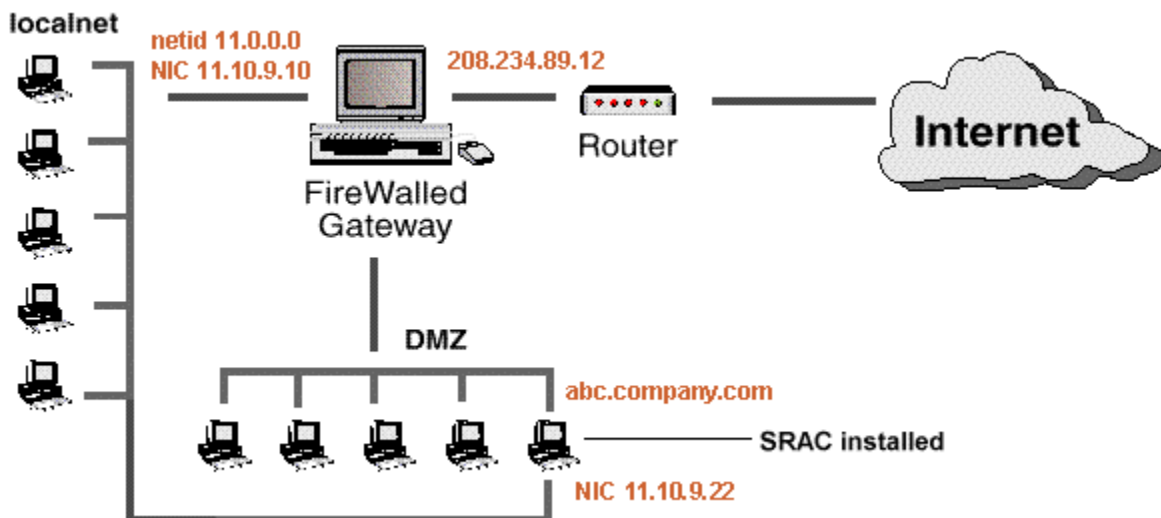 localnet
netid 11.0.0.0
NIC 11.10.9.10
208.234.89.12
Router
Internet
FireWalled
Gateway
DMZ
abc.company.com
SRAC installed
NIC 11.10.9.22